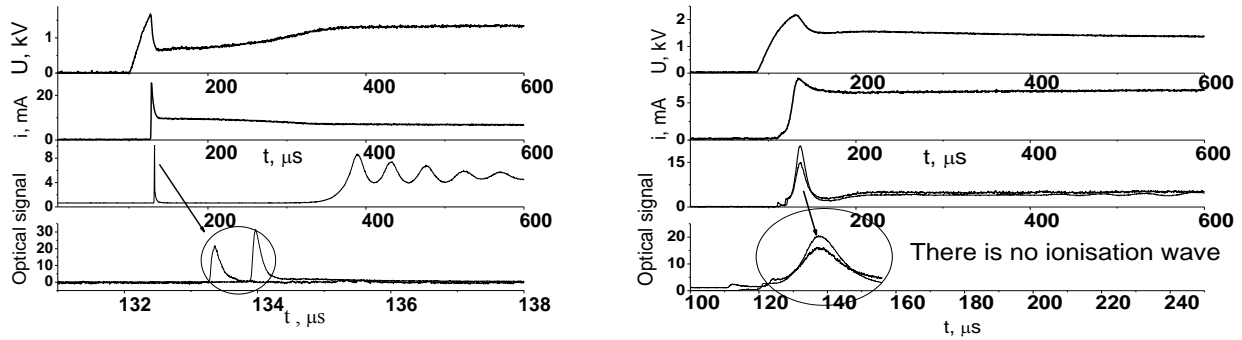 U, kV
1
0
200 400 600
i, mA
20
0
200 400 600
t, μs
Optical signal
8
4
0
200 400 600
Optical signal
30
20
10
0
132 134 136 138
t , μs
U, kV
2
1
0
200 400 600
i, mA
5
0
200 400 600
t, μs
Optical signal
15
0
200 400 600
Optical signal
30
20
10
0
There is no ionisation wave
100 120 140 160 180 200 220 240
t, μs